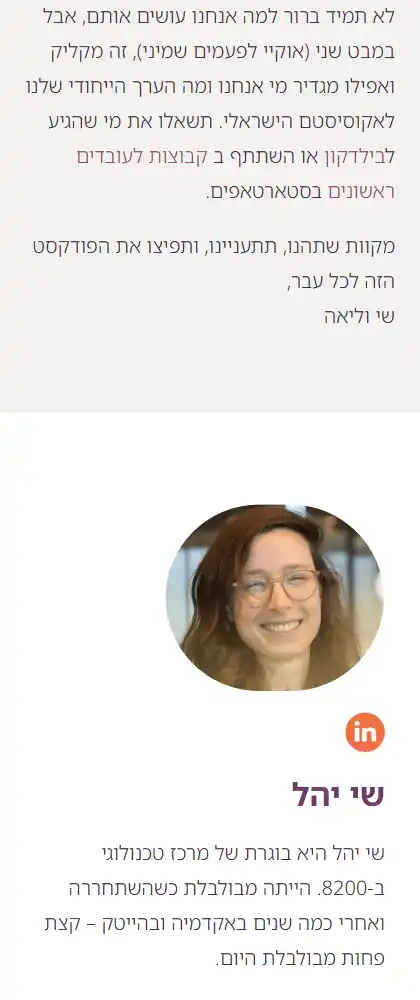 לא תמיד ברור למה אנחנו עושים אותם, אבל
במבט שני (אוקיי לפעמים שמיני), זה מקליק
ואפילו מגדיר מי אנחנו ומה הערך הייחודי שלנו
לאקוסיסטם הישראלי. תשאלו את מי שהגיע
לבילדקון או השתתף ב קבוצות לעובדים
ראשונים בסטארטאפים.
מקוות שתהנו, תתעניינו, ותפיצו את הפודקסט
הזה לכל עבר,
שי וליאה
in
שי יהל
שי יהל היא בוגרת של מרכז טכנולוגי
ב-8200. הייתה מבולבלת כשהשתחררה
ואחרי כמה שנים באקדמיה ובהייטק – קצת
פחות מבולבלת היום.